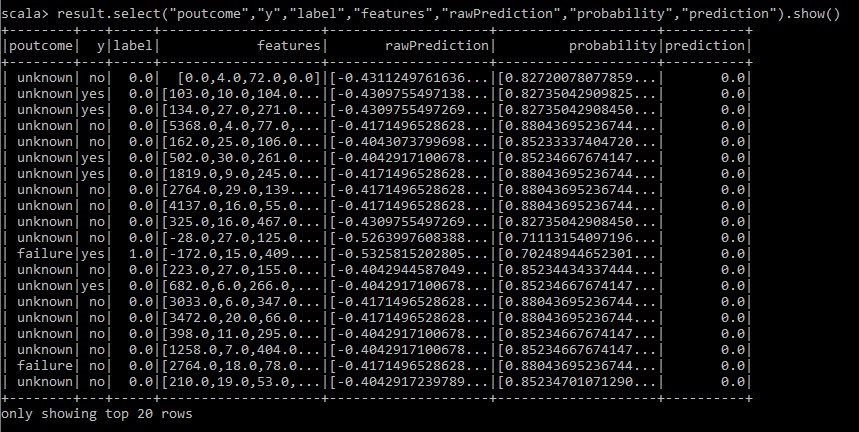 scala> result.select("poutcome","y","label","features","rawPrediction","probability","prediction").show()
+--------+---+-----+--------------------+--------------------+--------------------+----------+
|poutcome|  y|label|            features|       rawPrediction|         probability|prediction|
+--------+---+-----+--------------------+--------------------+--------------------+----------+
| unknown| no|  0.0|  [0.0,4.0,72.0,0.0]|[-0.4311249761636...|[0.82720078077859...|       0.0|
| unknown|yes|  0.0|[103.0,10.0,104.0...|[-0.4309755497138...|[0.82735042909825...|       0.0|
| unknown|yes|  0.0|[134.0,27.0,271.0...|[-0.4309755497269...|[0.82735042908450...|       0.0|
| unknown| no|  0.0|[5368.0,4.0,77.0,...|[-0.4171496528628...|[0.88043695236744...|       0.0|
| unknown| no|  0.0|[162.0,25.0,106.0...|[-0.4043073799698...|[0.85233337404720...|       0.0|
| unknown|yes|  0.0|[502.0,30.0,261.0...|[-0.4042917100678...|[0.85234667674147...|       0.0|
| unknown|yes|  0.0|[1819.0,9.0,245.0...|[-0.4171496528628...|[0.88043695236744...|       0.0|
| unknown| no|  0.0|[2764.0,29.0,139....|[-0.4171496528628...|[0.88043695236744...|       0.0|
| unknown| no|  0.0|[4137.0,16.0,55.0...|[-0.4171496528628...|[0.88043695236744...|       0.0|
| unknown| no|  0.0|[325.0,16.0,467.0...|[-0.4309755497269...|[0.82735042908450...|       0.0|
| unknown| no|  0.0|[-28.0,27.0,125.0...|[-0.5263997608388...|[0.71113154097196...|       0.0|
| failure|yes|  1.0|[-172.0,15.0,409....|[-0.5325815202805...|[0.70248944652301...|       0.0|
| unknown| no|  0.0|[223.0,27.0,155.0...|[-0.4042944587049...|[0.85234434337444...|       0.0|
| unknown|yes|  0.0|[682.0,6.0,266.0,...|[-0.4042917100678...|[0.85234667674147...|       0.0|
| unknown| no|  0.0|[3033.0,6.0,347.0...|[-0.4171496528628...|[0.88043695236744...|       0.0|
| unknown| no|  0.0|[3472.0,20.0,66.0...|[-0.4171496528628...|[0.88043695236744...|       0.0|
| unknown| no|  0.0|[398.0,11.0,295.0...|[-0.4042917100678...|[0.85234667674147...|       0.0|
| unknown| no|  0.0|[1258.0,7.0,404.0...|[-0.4042917100678...|[0.85234667674147...|       0.0|
| failure| no|  0.0|[2764.0,18.0,78.0...|[-0.4171496528628...|[0.88043695236744...|       0.0|
| unknown| no|  0.0|[210.0,19.0,53.0,...|[-0.4042917239789...|[0.85234701071290...|       0.0|
+--------+---+-----+--------------------+--------------------+--------------------+----------+
only showing top 20 rows